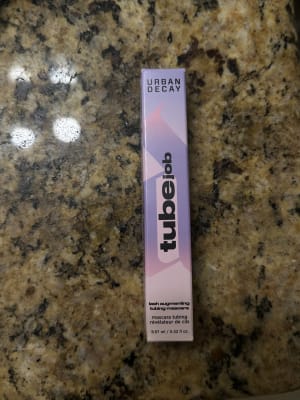 URBAN
DECAY
tubejob
lash augmenting
tubing mascara
mascara tubing
révélateur de cils